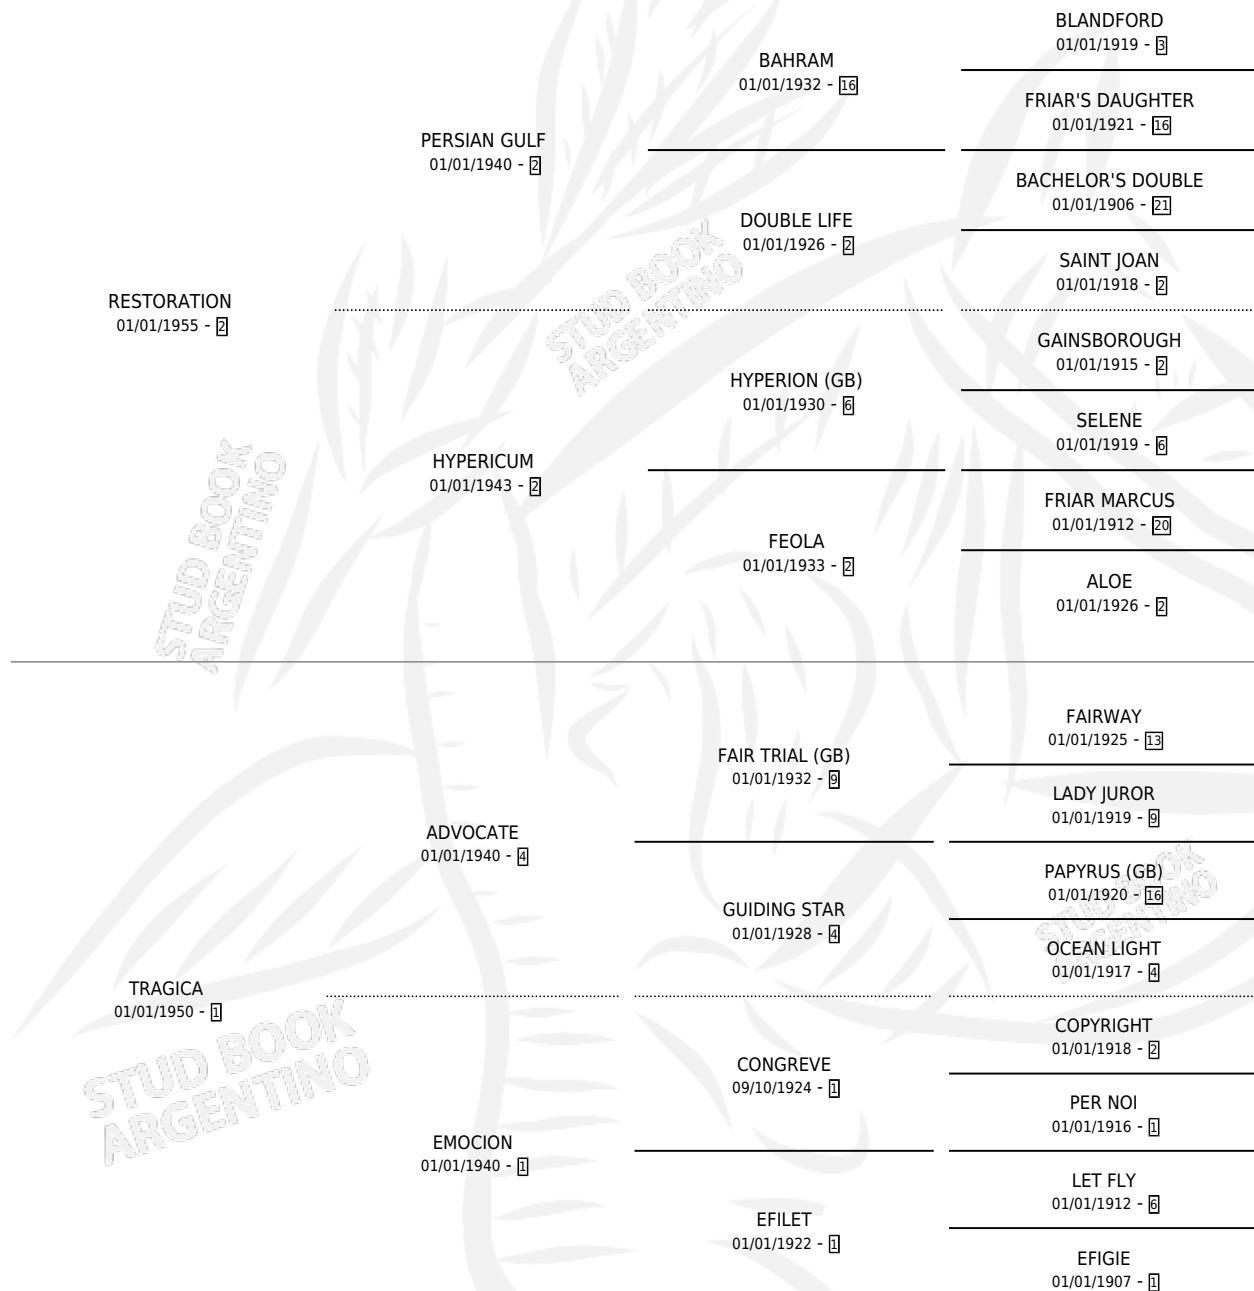 BLANDFORD
01/01/1919 - 3
BAHRAM
01/01/1932 - 16
FRIAR'S DAUGHTER
01/01/1921 - 16
PERSIAN GULF
01/01/1940 - 2
BACHELOR'S DOUBLE
01/01/1906 - 21
DOUBLE LIFE
01/01/1926 - 2
SAINT JOAN
01/01/1918 - 2
RESTORATION
01/01/1955 - 2
GAINSBOROUGH
01/01/1915 - 2
HYPERION (GB)
01/01/1930 - 6
SELENE
01/01/1919 - 6
HYPERICUM
01/01/1943 - 2
FRIAR MARCUS
01/01/1912 - 20
FEOLA
01/01/1933 - 2
ALOE
01/01/1926 - 2
FAIRWAY
01/01/1925 - 13
FAIR TRIAL (GB)
01/01/1932 - 9
LADY JUROR
01/01/1919 - 9
ADVOCATE
01/01/1940 - 4
PAPYRUS (GB)
01/01/1920 - 16
GUIDING STAR
01/01/1928 - 4
OCEAN LIGHT
01/01/1917 - 4
TRAGICA
01/01/1950 - 1
COPYRIGHT
01/01/1918 - 2
CONGREVE
09/10/1924 - 1
PER NOI
01/01/1916 - 1
EMOCION
01/01/1940 - 1
LET FLY
01/01/1912 - 6
EFILET
01/01/1922 - 1
EFIGIE
01/01/1907 - 1
STUD BOOK
ARGENTINO
STUD BOOK
ARGENTINO
STUD BOOK
ARGENTINO
STUD BOOK
ARGENTINO